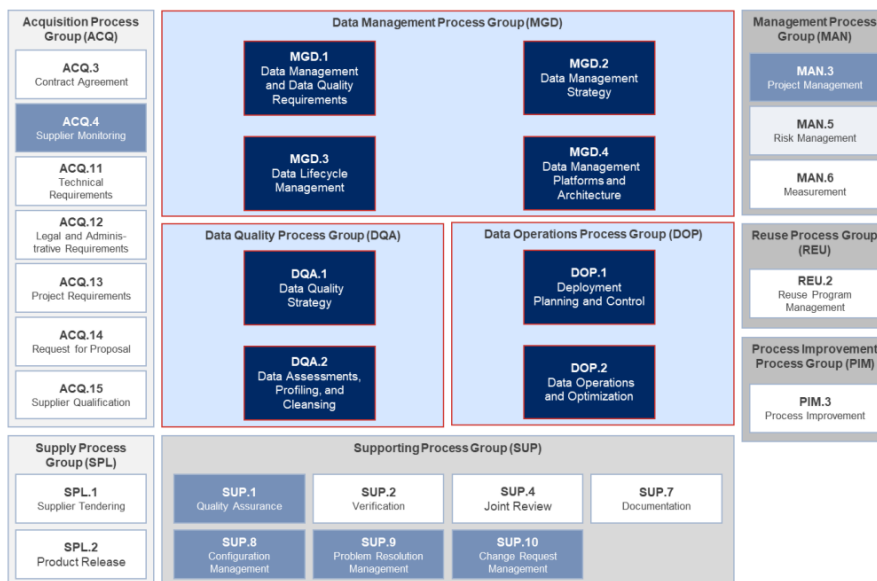 Acquisition Process
Group (ACQ)
ACQ.3
Contract Agreement
ACQ.4
Supplier Monitoring
ACQ.11
Technical
Requirements
ACQ.12
Legal and Adminis-
trative Requirements
ACQ.13
Project Requirements
ACQ.14
Request for Proposal
ACQ.15
Supplier Qualification
Supply Process
Group (SPL)
SPL.1
Supplier Tendering
SPL.2
Product Release
Data Management Process Group (MGD)
MGD.1
Data Management
and Data Quality
Requirements
MGD.2
Data Management
Strategy
MGD.3
Data Lifecycle
Management
MGD.4
Data Management
Platforms and
Architecture
Data Quality Process Group (DQA)
DQA.1
Data Quality
Strategy
DQA.2
Data Assessments,
Profiling, and
Cleansing
Data Operations Process Group (DOP)
DOP.1
Deployment
Planning and Control
DOP.2
Data Operations
and Optimization
Supporting Process Group (SUP)
SUP.1
Quality Assurance
SUP.2
Verification
SUP.4
Joint Review
SUP.7
Documentation
SUP.8
Configuration
Management
SUP.9
Problem Resolution
Management
SUP.10
Change Request
Management
Management Process
Group (MAN)
MAN.3
Project Management
MAN.5
Risk Management
MAN.6
Measurement
Reuse Process Group
(REU)
REU.2
Reuse Program
Management
Process Improvement
Process Group (PIM)
PIM.3
Process Improvement